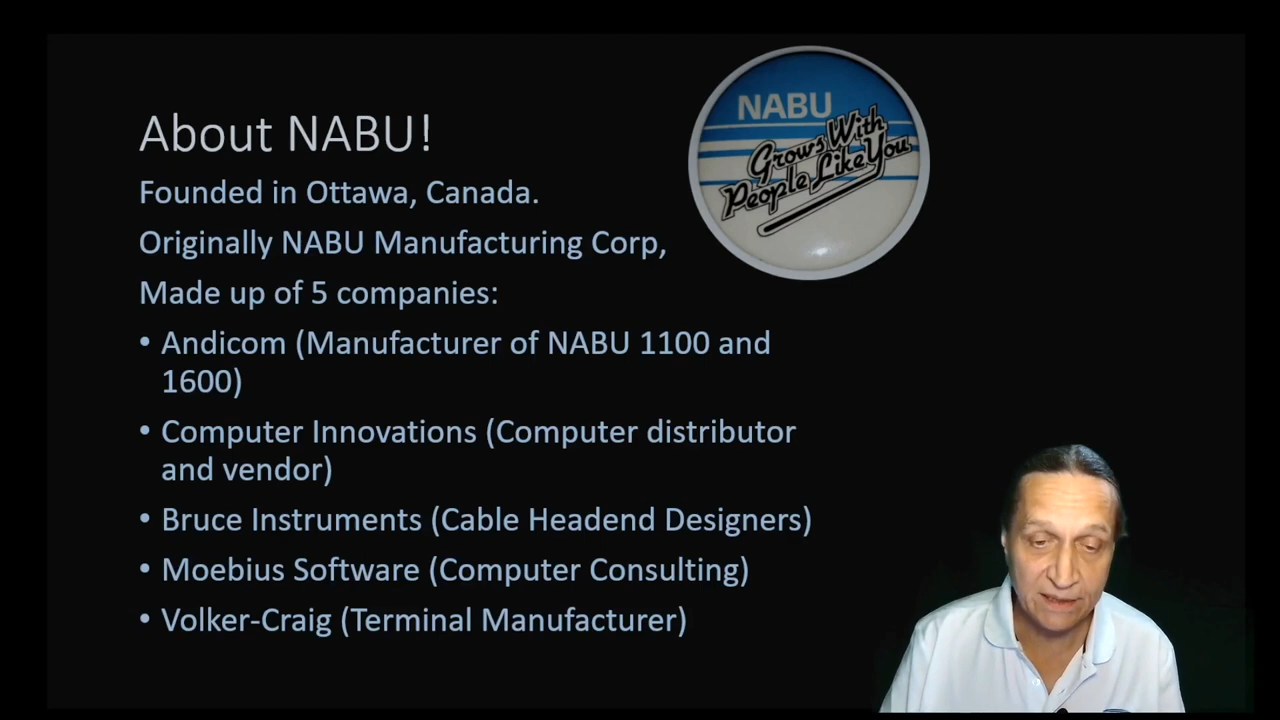 About NABU!
Founded in Ottawa, Canada.
Originally NABU Manufacturing Corp,
Made up of 5 companies:
• Andicom (Manufacturer of NABU 1100 and
1600)
• Computer Innovations (Computer distributor
and vendor)
• Bruce Instruments (Cable Headend Designers)
• Moebius Software (Computer Consulting)
• Volker-Craig (Terminal Manufacturer)
NABU
Grows With
People Like You